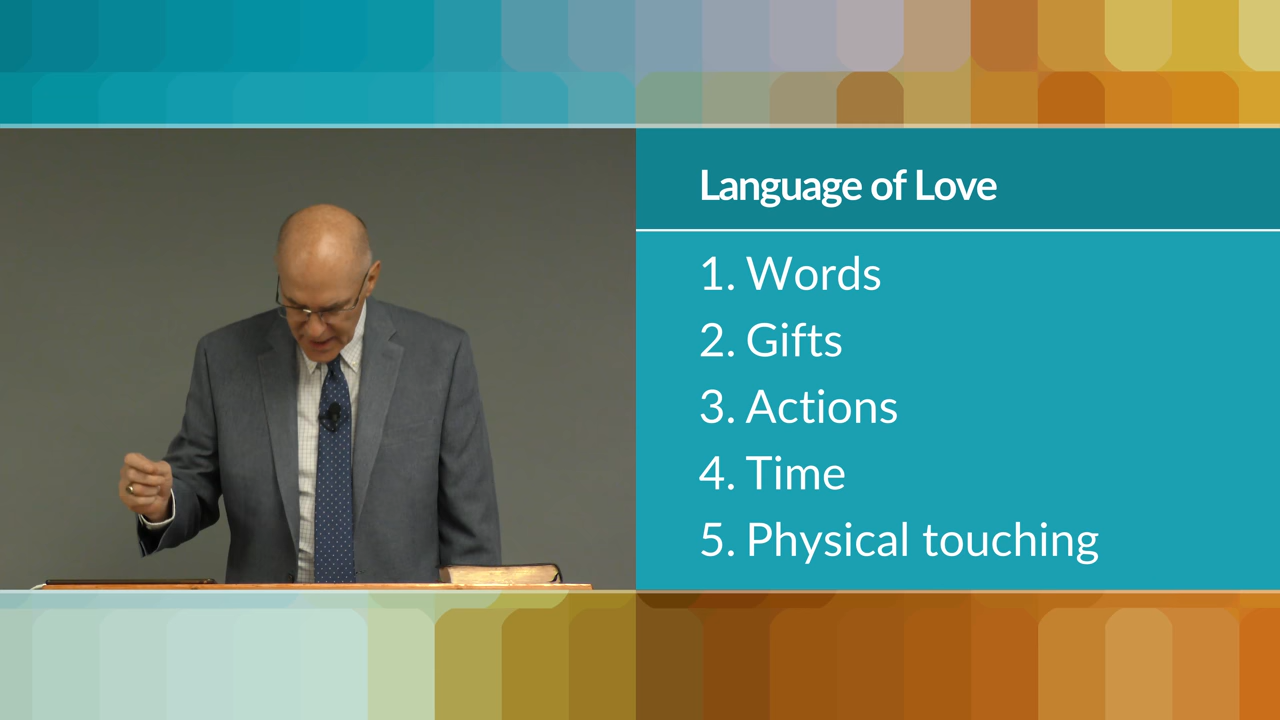 Language of Love
1. Words
2. Gifts
3. Actions
4. Time
5. Physical touching